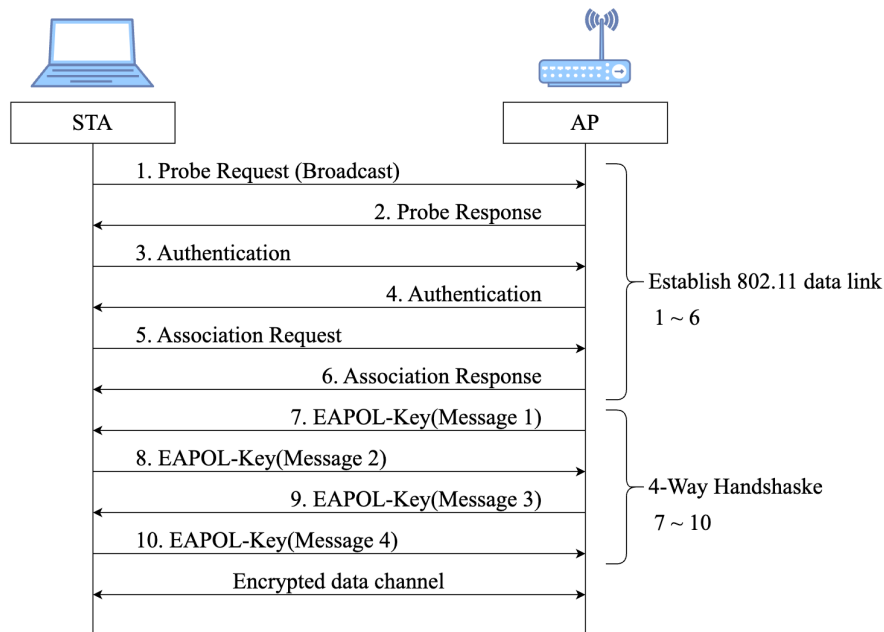 STA
AP
1. Probe Request (Broadcast)
2. Probe Response
3. Authentication
4. Authentication
5. Association Request
6. Association Response
Establish 802.11 data link
1 ~ 6
7. EAPOL-Key(Message 1)
8. EAPOL-Key(Message 2)
9. EAPOL-Key(Message 3)
10. EAPOL-Key(Message 4)
4-Way Handshaske
7 ~ 10
Encrypted data channel